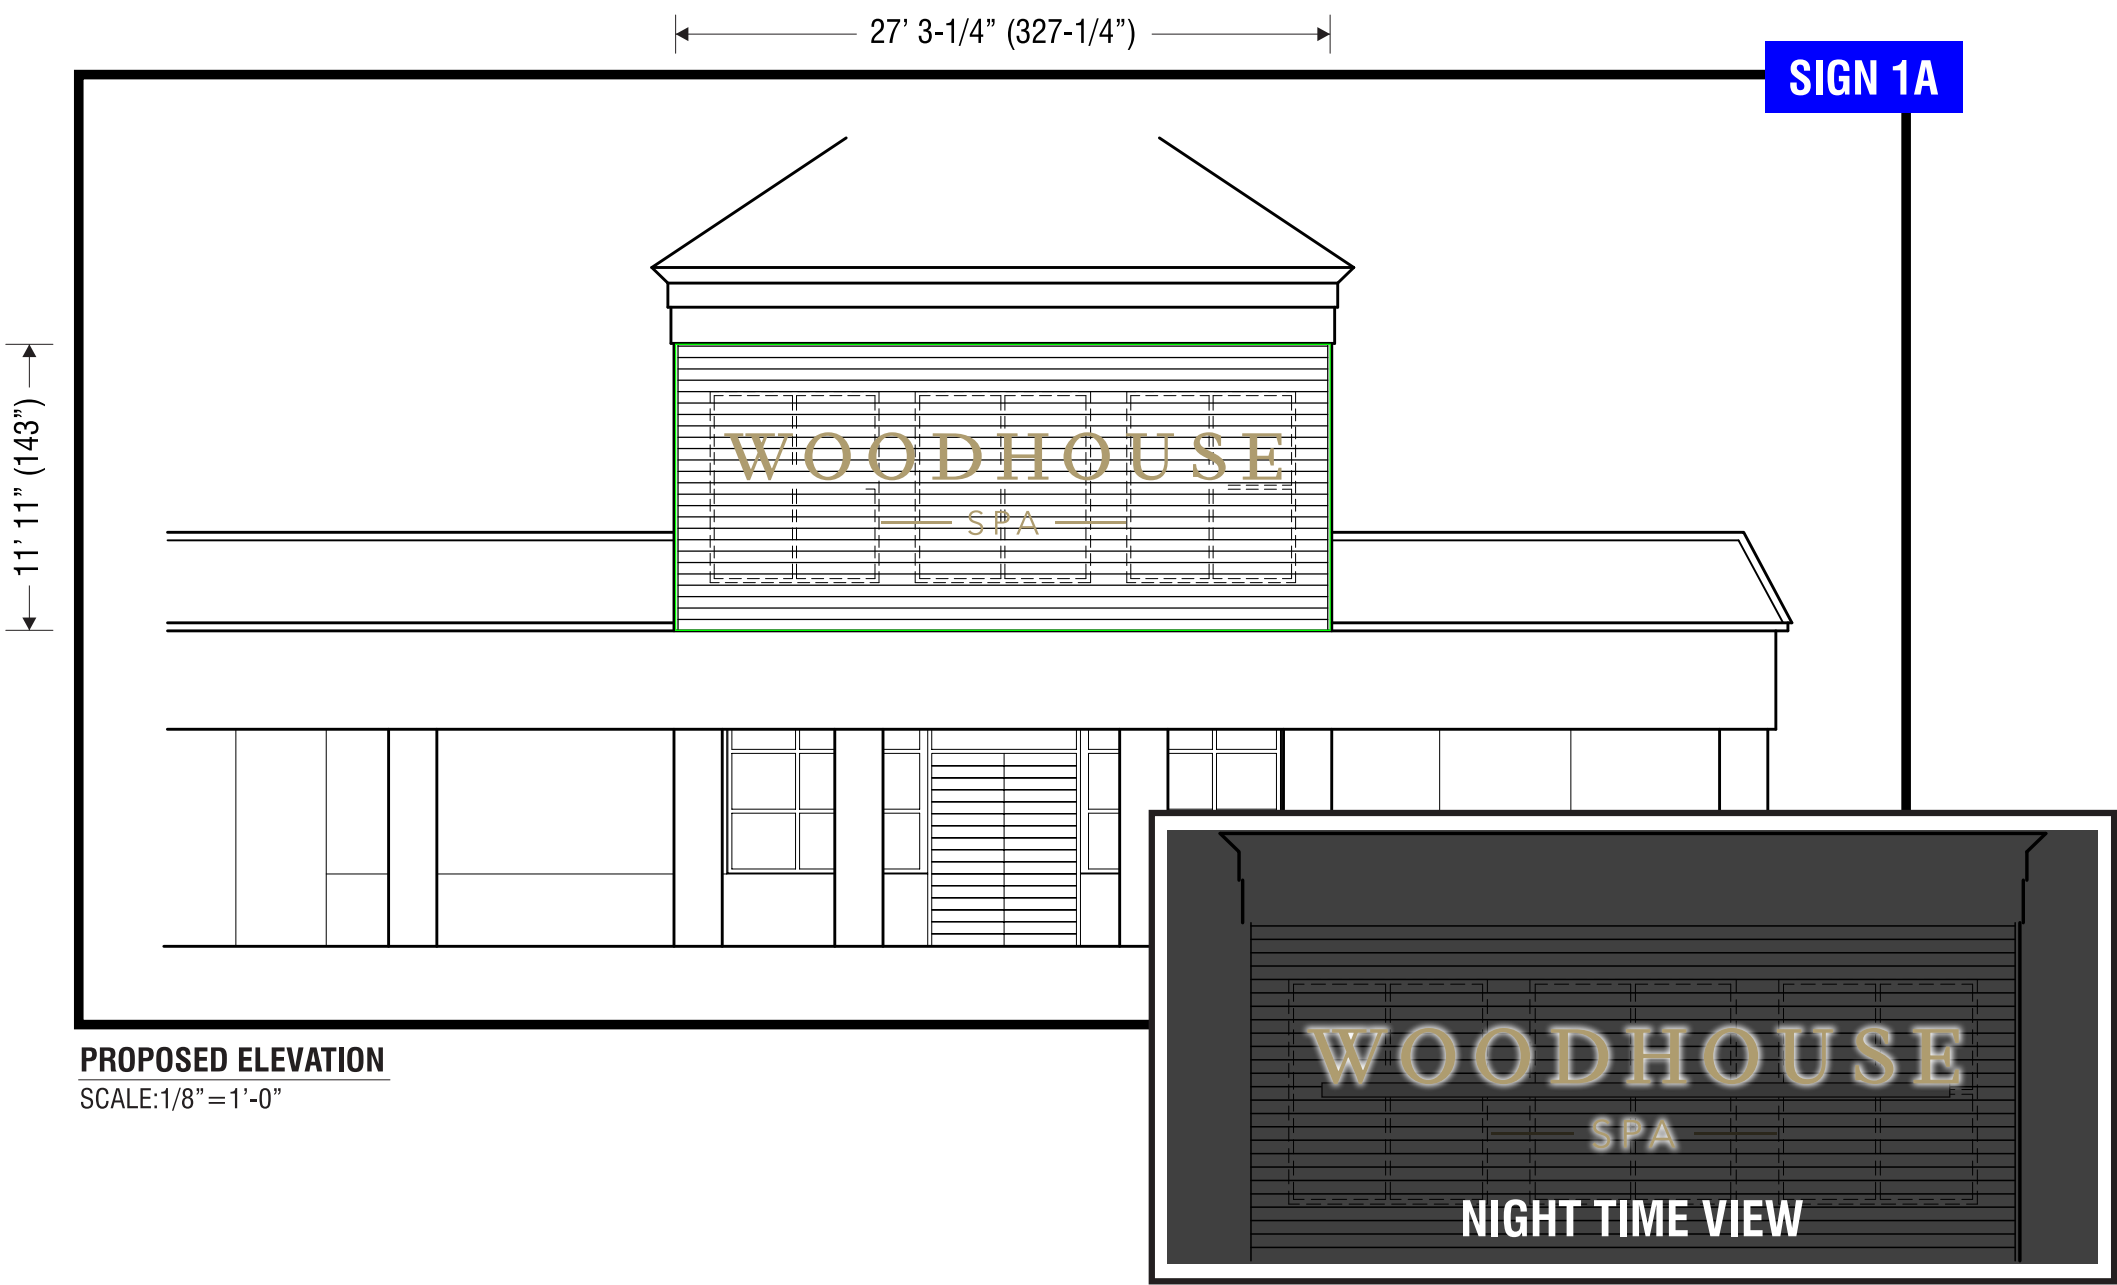 27’ 3-1/4” (327-1/4”)
SIGN 1A
11’ 11” (143”)
WOODHOUSE
SPA
PROPOSED ELEVATION
SCALE:1/8”=1’-0”
WOODHOUSE
SPA
NIGHT TIME VIEW